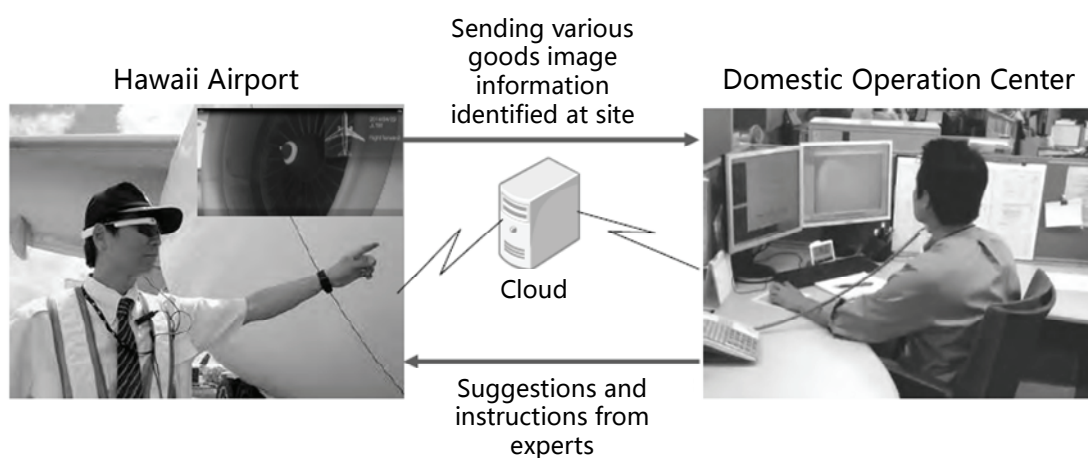 Sending various
goods image
information
identified at site
Hawaii Airport
Domestic Operation Center
Cloud
Suggestions and
instructions from
experts